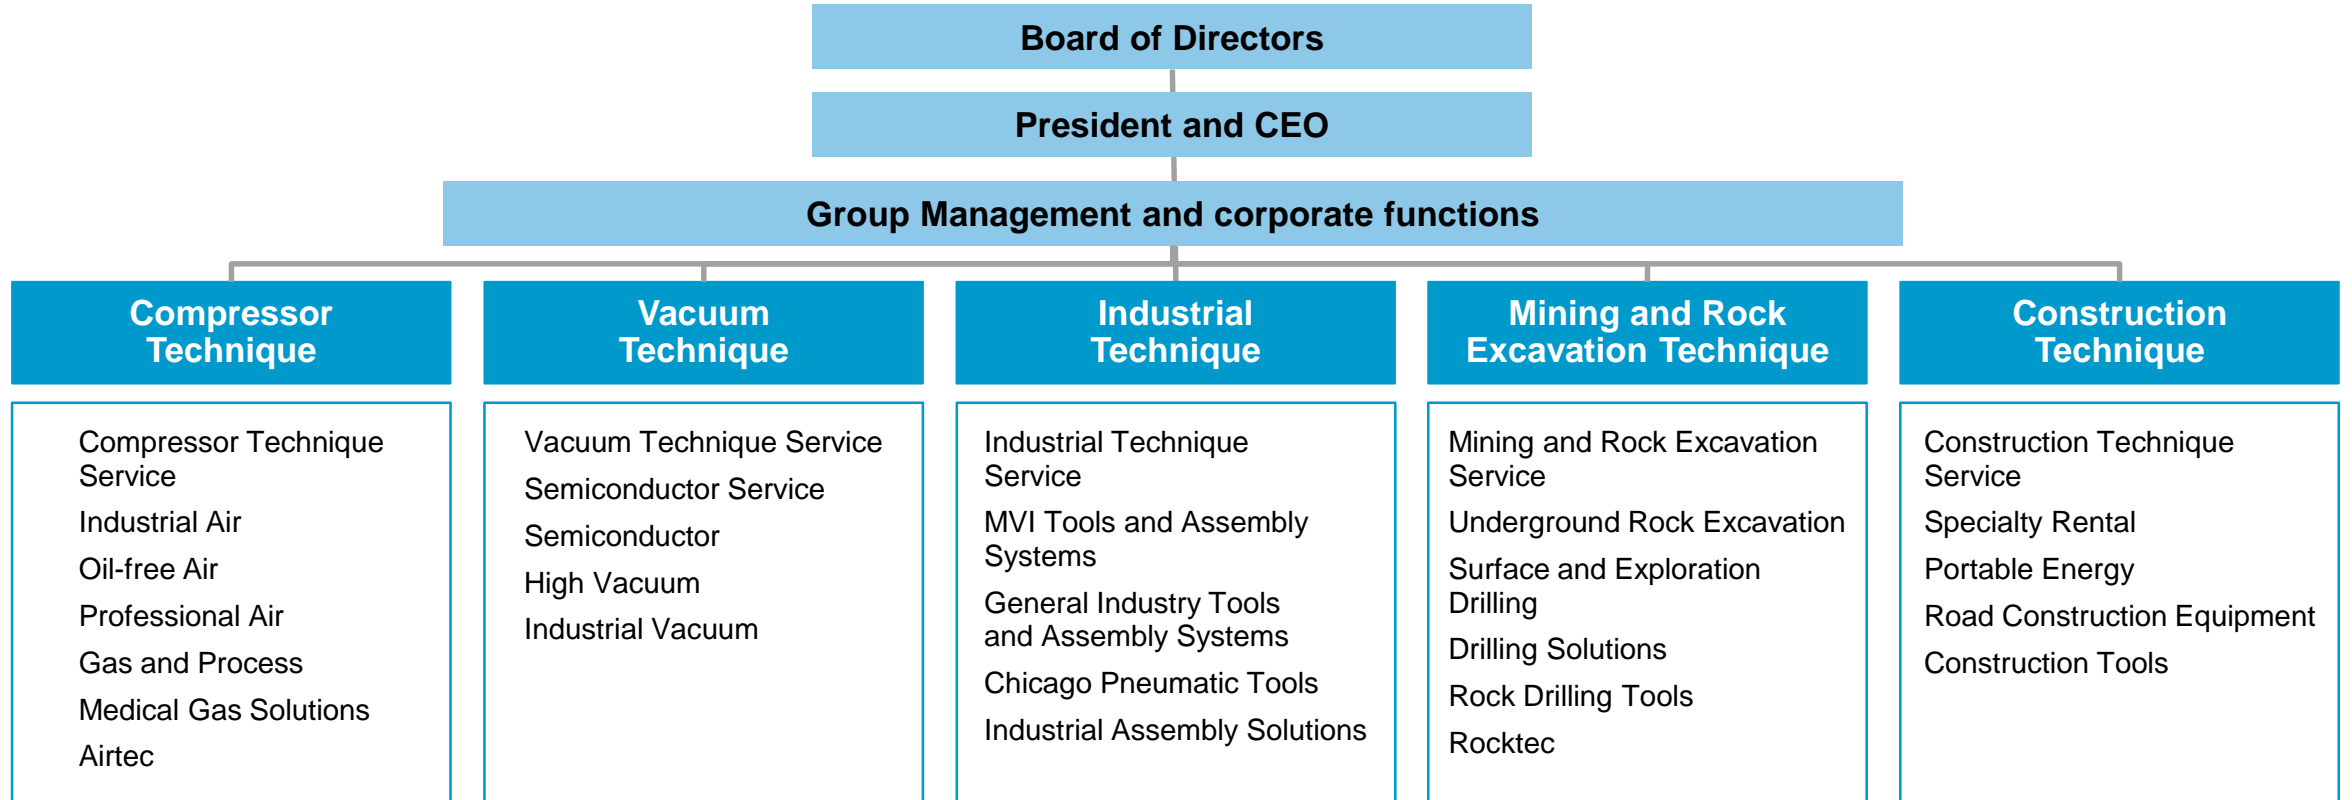 Board of Directors
President and CEO
Group Management and corporate functions
Compressor
Technique
Vacuum
Technique
Industrial
Technique
Mining and Rock
Excavation Technique
Construction
Technique
Compressor Technique
Service
Industrial Air
Oil-free Air
Professional Air
Gas and Process
Medical Gas Solutions
Airtec
Vacuum Technique Service
Semiconductor Service
Semiconductor
High Vacuum
Industrial Vacuum
Industrial Technique
Service
MVI Tools and Assembly
Systems
General Industry Tools
and Assembly Systems
Chicago Pneumatic Tools
Industrial Assembly Solutions
Mining and Rock Excavation
Service
Underground Rock Excavation
Surface and Exploration
Drilling
Drilling Solutions
Rock Drilling Tools
Rocktec
Construction Technique
Service
Specialty Rental
Portable Energy
Road Construction Equipment
Construction Tools